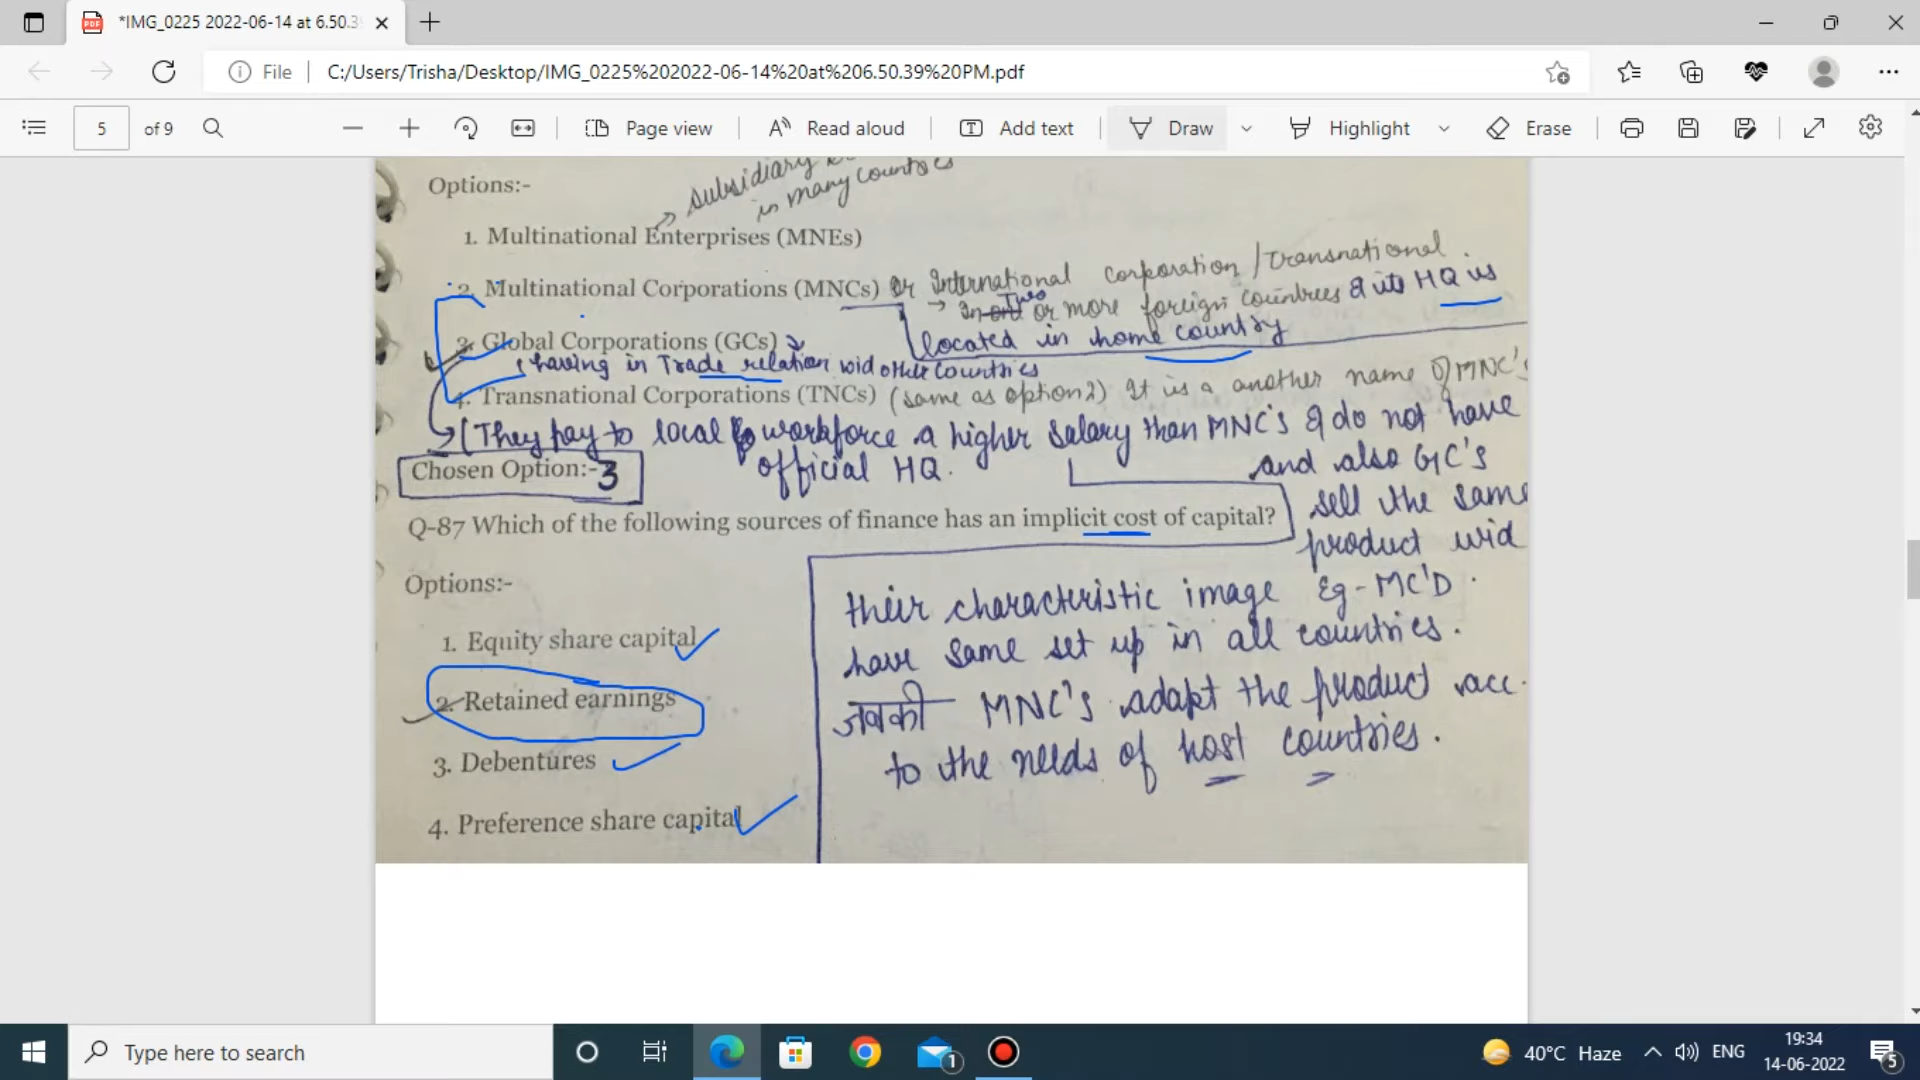 *IMG_0225 2022-06-14 at 6.50.3
File
C:/Users/Trisha/Desktop/IMG_0225%202022-06-14%20at%206.50.39%20PM.pdf
5 of 9
Page view
Read aloud
Add text
Draw
Highlight
Erase
Options:-
subsidiary
in many countries
1. Multinational Enterprises (MNEs)
2. Multinational Corporations (MNCs) or International corporation/transnational.
→ In Two or more foreign countries & its HQ is
located in home country
3. Global Corporations (GCs)
having in Trade relation wid other countries
4. Transnational Corporations (TNCs) (same as option 2) It is a another name of MNC's
(They pay to local workforce a higher salary than MNC's & do not have
official HQ.
and also GC's
sell the same
product wid
Chosen Option:-3
Q-87 Which of the following sources of finance has an implicit cost of capital?
their characteristic image Eg-MC'D.
have same set up in all countries.
जबकी MNC's adapt the product acc.
to the needs of host countries.
Options:-
1. Equity share capital
2. Retained earnings
3. Debentures
4. Preference share capital
Type here to search
1
40°C Haze
ENG
19:34
14-06-2022
5